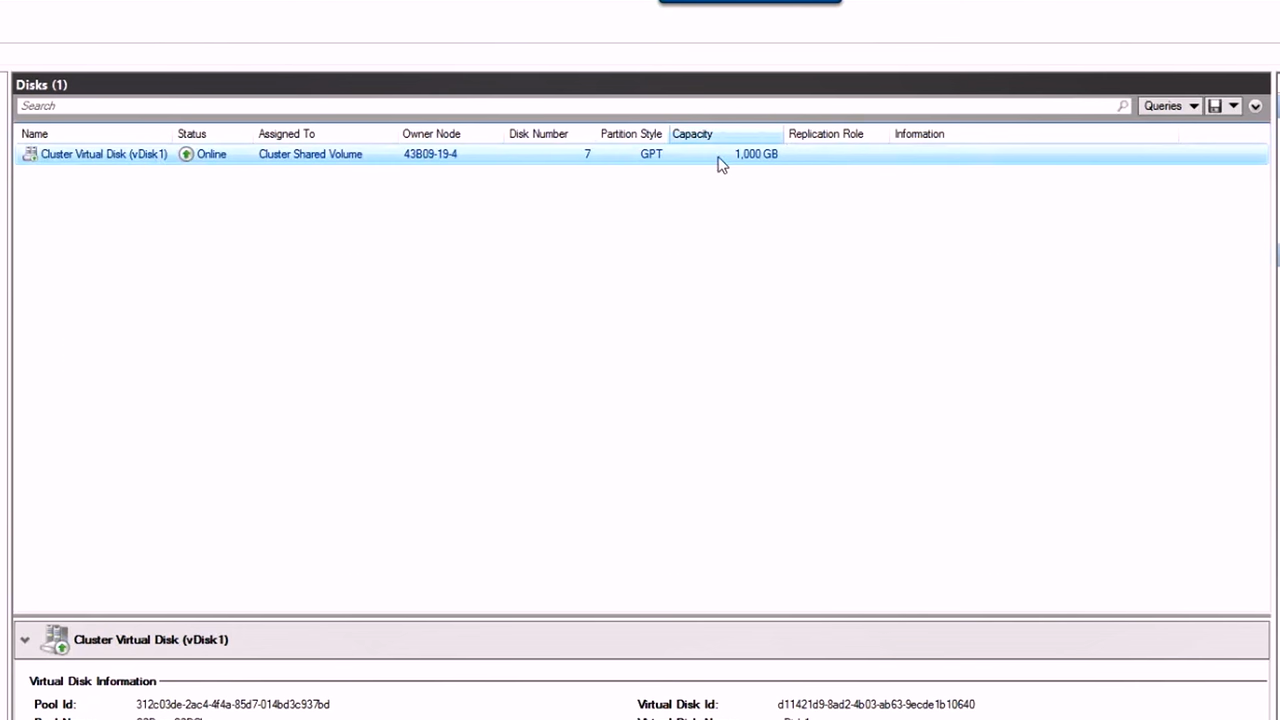 Disks (1)
Search Queries
Name Status Assigned To Owner Node Disk Number Partition Style Capacity Replication Role Information
Cluster Virtual Disk (vDisk1) Online Cluster Shared Volume 43B09-19-4 7 GPT 1,000 GB
Cluster Virtual Disk (vDisk1)
Virtual Disk Information
Pool Id: 312c03de-2ac4-4f4a-85d7-014bd3c937bd Virtual Disk Id: d11421d9-8ad2-4b03-ab63-9ecde1b10640